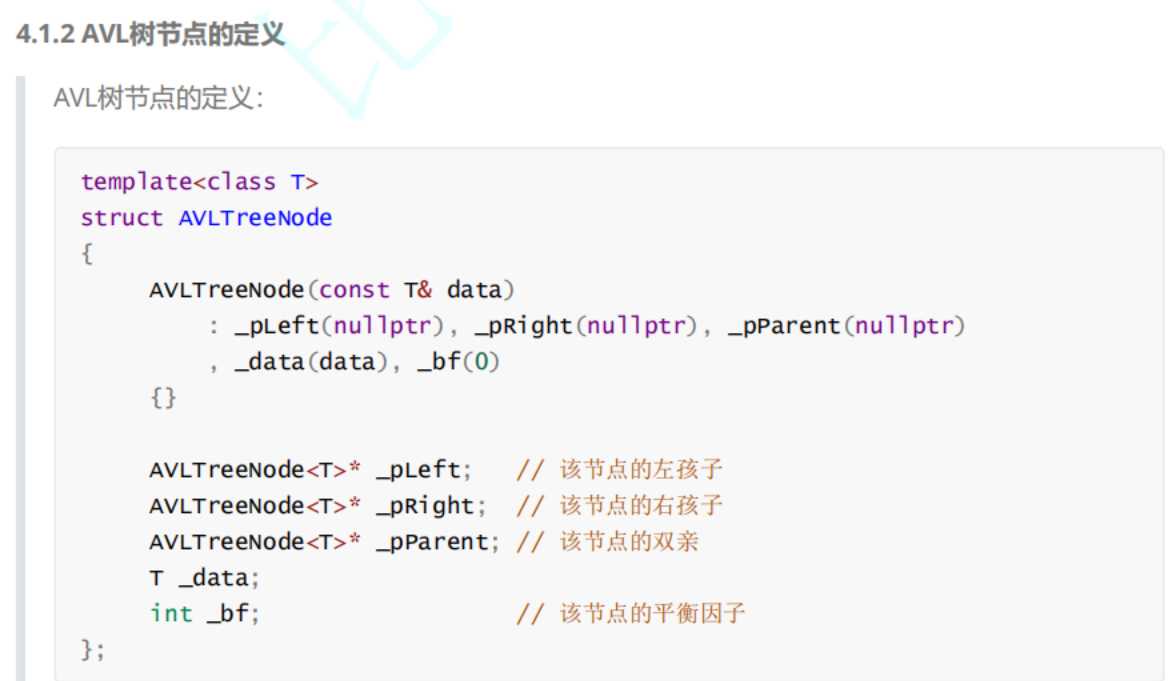 4.1.2 AVL树节点的定义
AVL树节点的定义：
template<class T>
struct AVLTreeNode
{
AVLTreeNode(const T& data)
: _pLeft(nullptr), _pRight(nullptr), _pParent(nullptr)
, _data(data), _bf(0)
{}
AVLTreeNode<T>* _pLeft; // 该节点的左孩子
AVLTreeNode<T>* _pRight; // 该节点的右孩子
AVLTreeNode<T>* _pParent; // 该节点的双亲
T _data;
int _bf; // 该节点的平衡因子
};